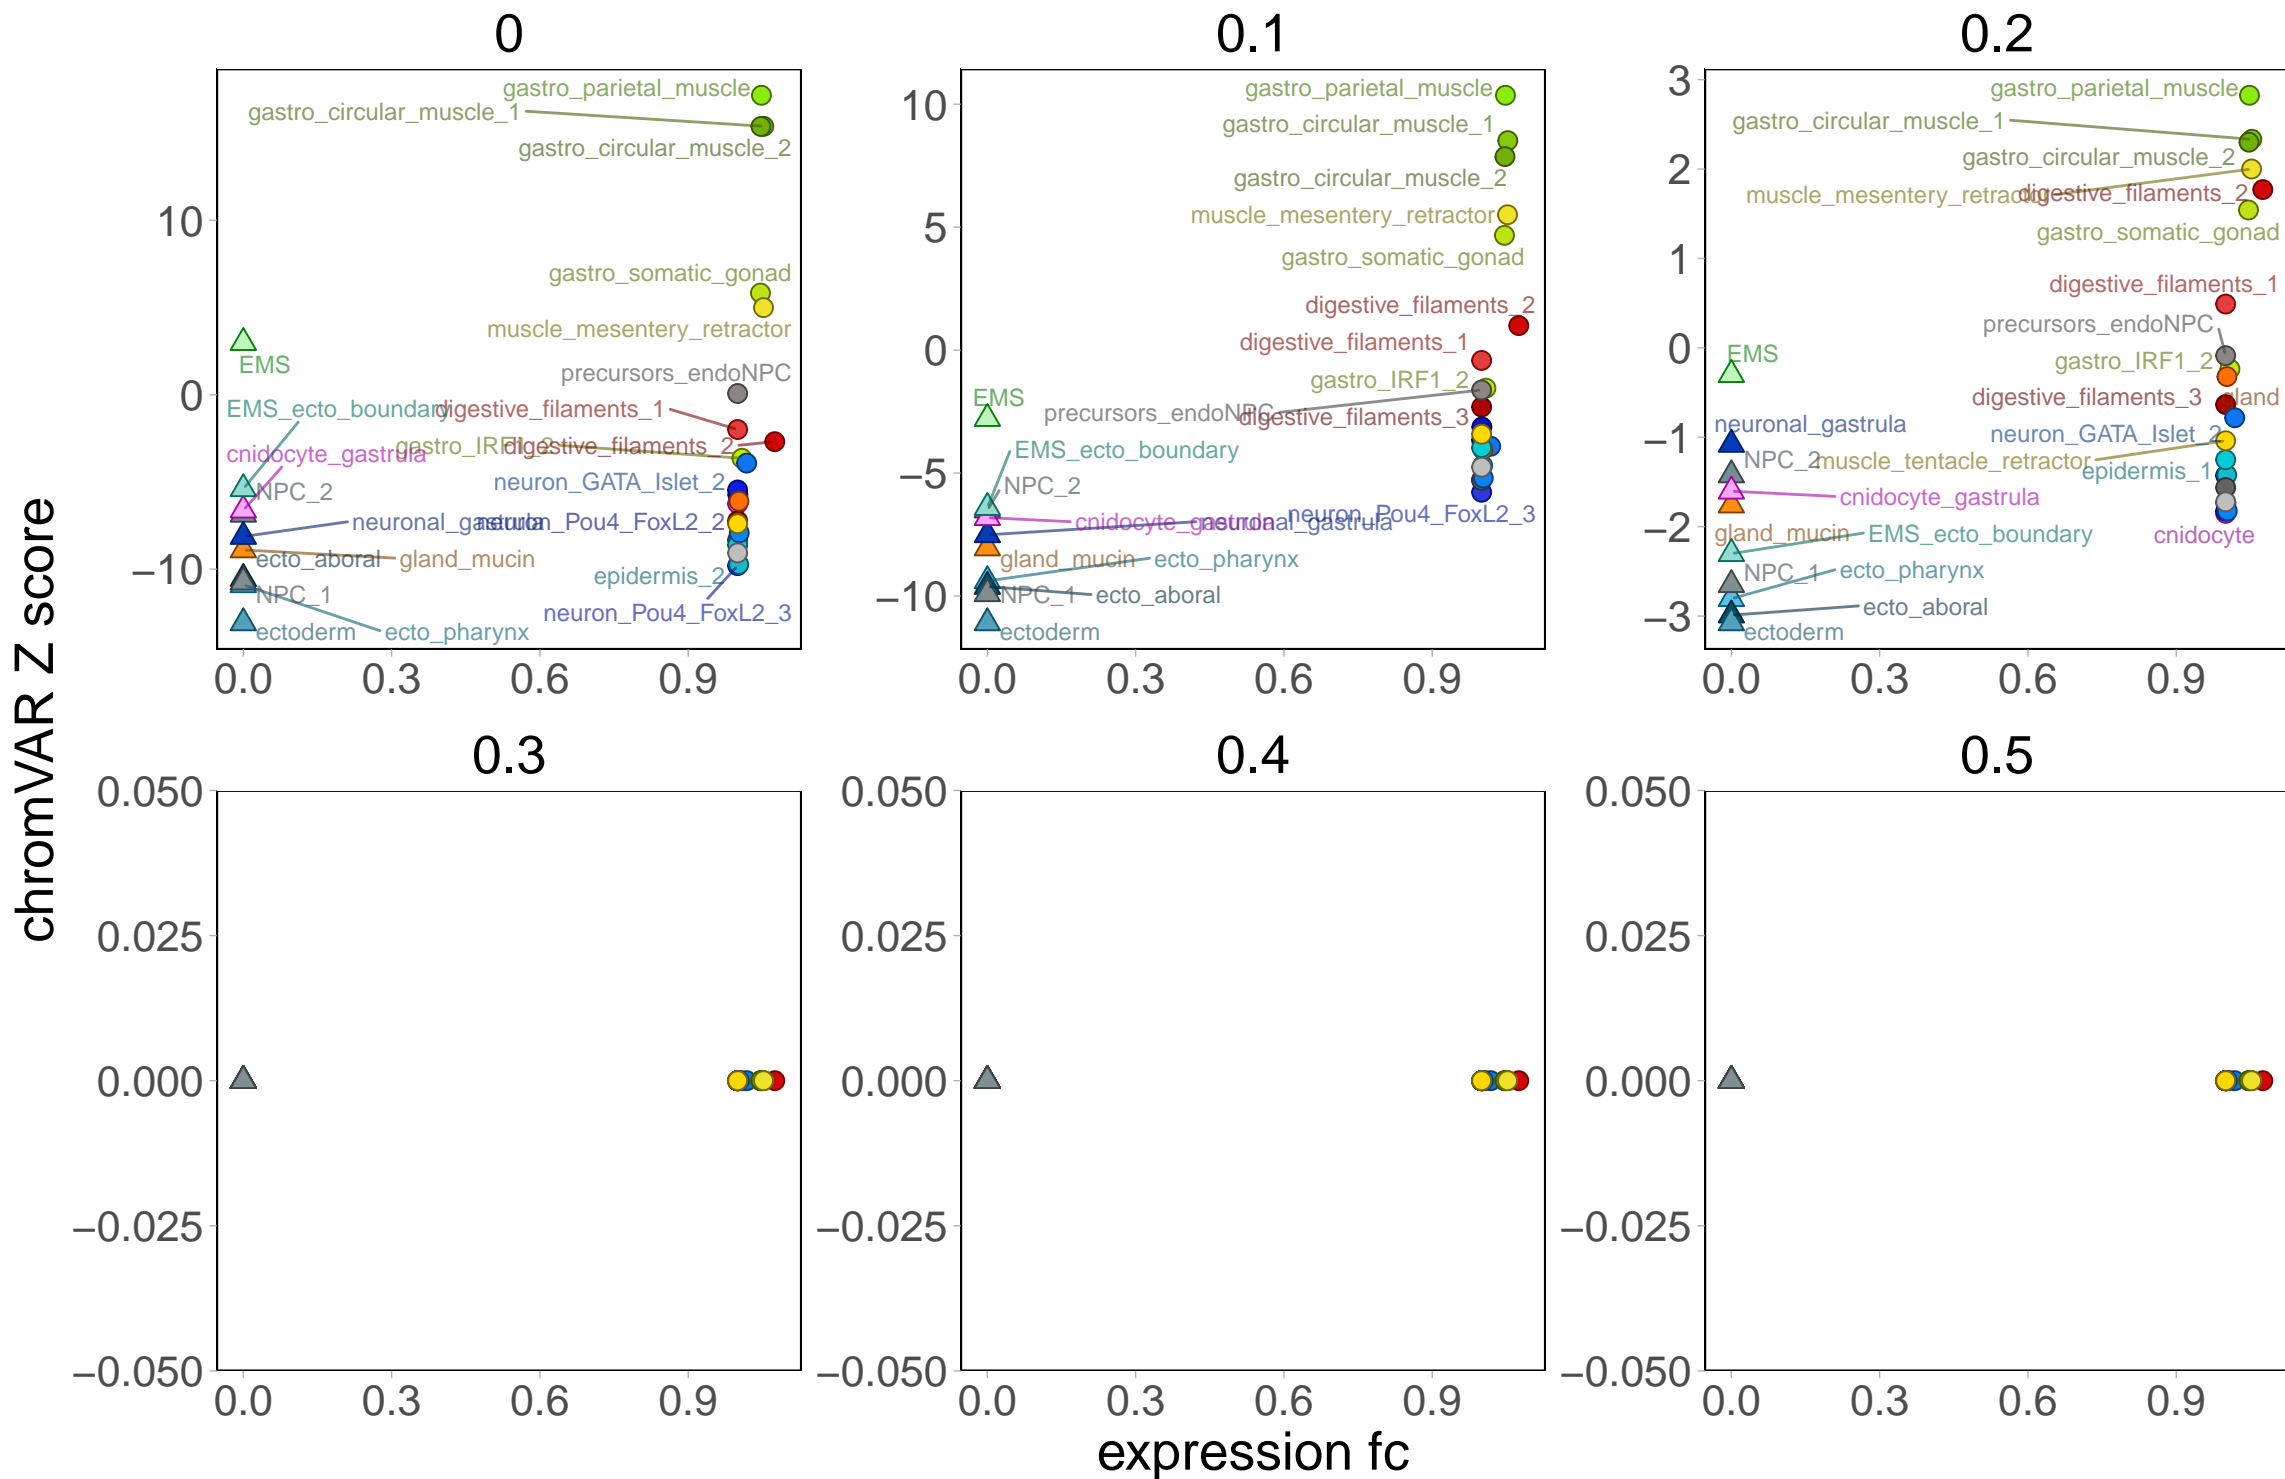 0
0.1
0.2
gastro_parietal_muscle
gastro_circular_muscle_1
gastro_circular_muscle_2
gastro_somatic_gonad
muscle_mesentery_retractor
EMS
precursors_endoNPC
EMS_ecto_boundary
digestive_filaments_1
gastro_IRF1_2
digestive_filaments_2
cnidocyte_gastrula
neuron_GATA_Islet_2
NPC_2
neuronal_gastrula
neuron_Pou4_FoxL2_2
ecto_aboral
gland_mucin
epidermis_2
NPC_1
neuron_Pou4_FoxL2_3
ectoderm
ecto_pharynx
10
0
−10
0.0
0.3
0.6
0.9
gastro_parietal_muscle
gastro_circular_muscle_1
gastro_circular_muscle_2
muscle_mesentery_retractor
gastro_somatic_gonad
digestive_filaments_2
digestive_filaments_1
gastro_IRF1_2
EMS
precursors_endoNPC
digestive_filaments_3
EMS_ecto_boundary
NPC_2
neuron_Pou4_FoxL2_3
cnidocyte_gastrula
neuronal_gastrula
gland_mucin
ecto_pharynx
NPC_1
ecto_aboral
ectoderm
10
5
0
−5
−10
0.0
0.3
0.6
0.9
gastro_parietal_muscle
gastro_circular_muscle_1
gastro_circular_muscle_2
muscle_mesentery_retractor
digestive_filaments_2
gastro_somatic_gonad
digestive_filaments_1
precursors_endoNPC
EMS
gastro_IRF1_2
digestive_filaments_3
gland
neuronal_gastrula
neuron_GATA_Islet_2
NPC_2
muscle_tentacle_retractor
epidermis_1
cnidocyte_gastrula
gland_mucin
EMS_ecto_boundary
cnidocyte
NPC_1
ecto_pharynx
ecto_aboral
ectoderm
3
2
1
0
−1
−2
−3
0.0
0.3
0.6
0.9
chromVAR Z score
0.3
0.4
0.5
0.050
0.025
0.000
−0.025
−0.050
0.0
0.3
0.6
0.9
0.050
0.025
0.000
−0.025
−0.050
0.0
0.3
0.6
0.9
0.050
0.025
0.000
−0.025
−0.050
0.0
0.3
0.6
0.9
expression fc